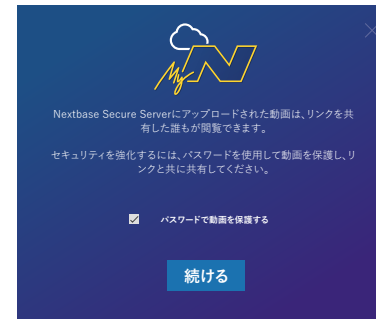 My N
Nextbase Secure Serverにアップロードされた動画は、リンクを共
有した誰もが閲覧できます。
セキュリティを強化するには、パスワードを使用して動画を保護し、リ
ンクと共に共有してください。
パスワードで動画を保護する
続ける